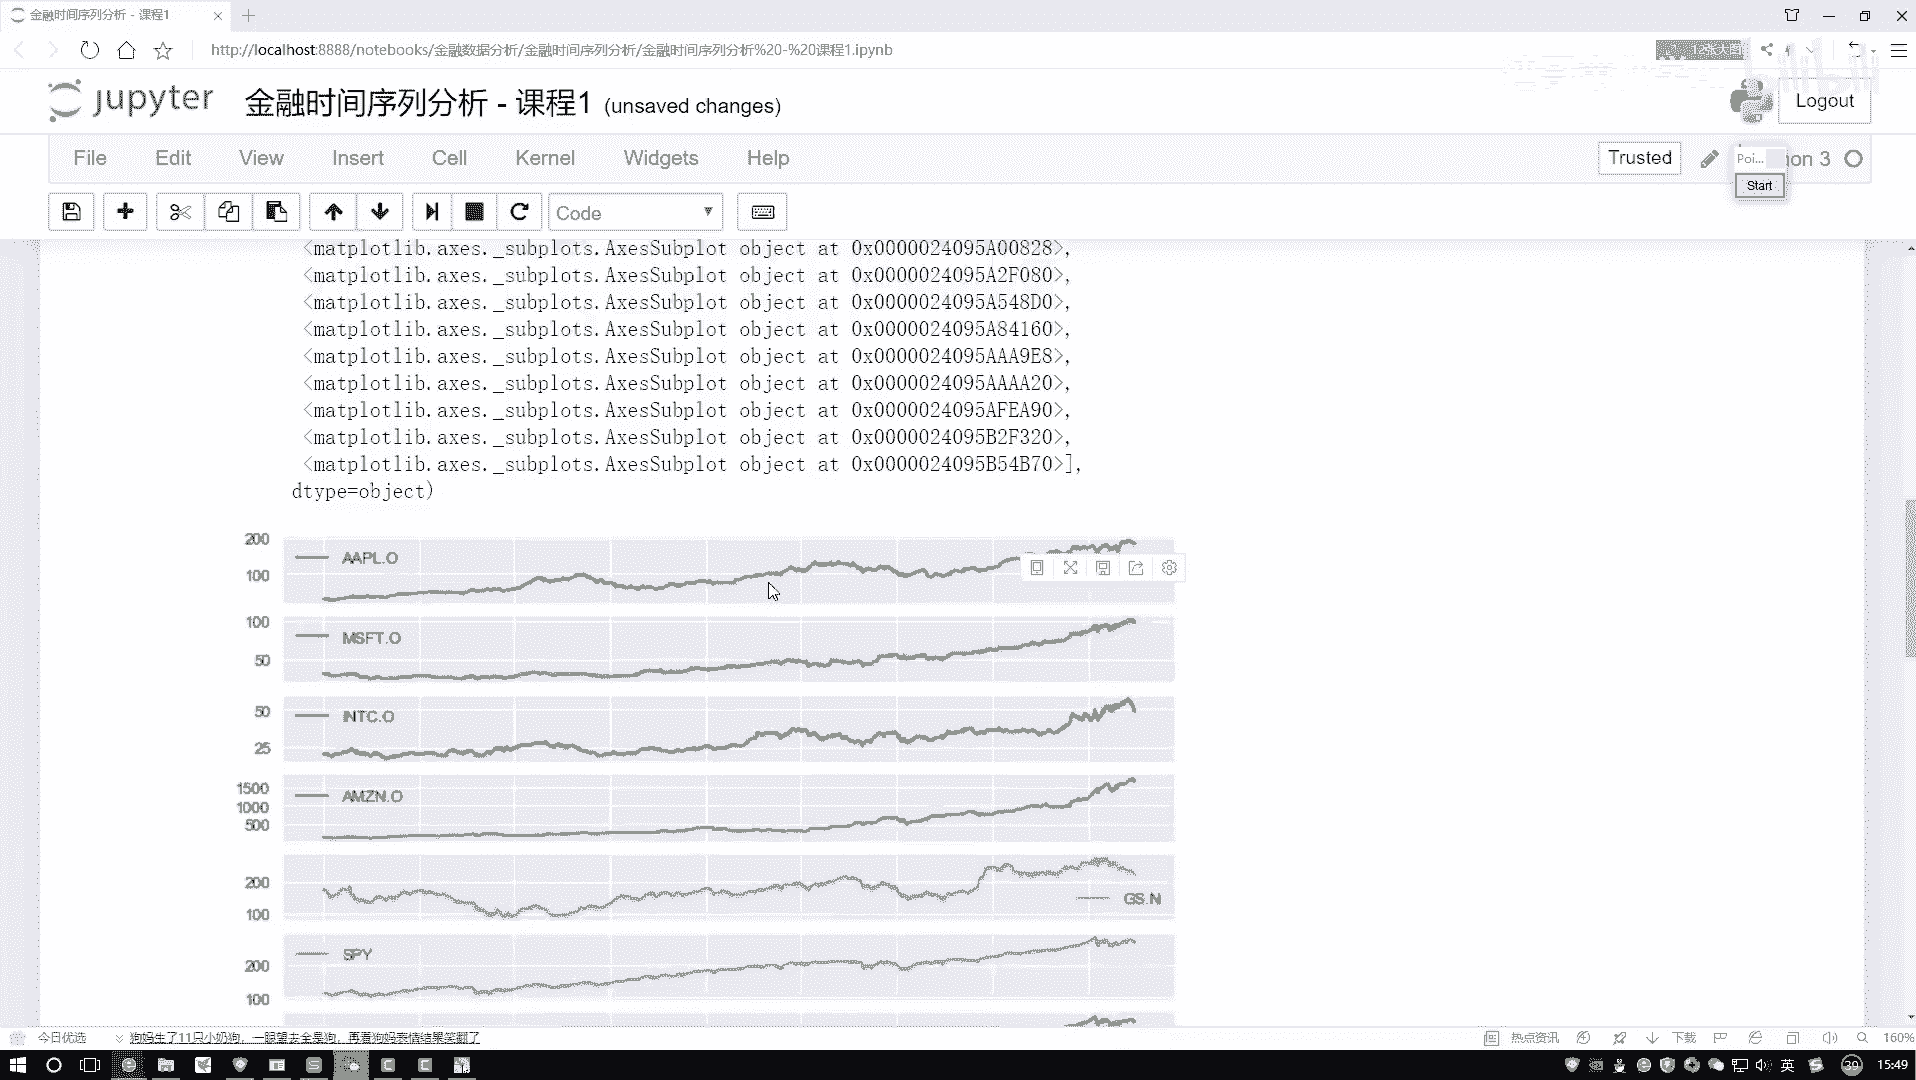 金融时间序列分析 - 课程1
http://localhost:8888/notebooks/金融数据分析/金融时间序列分析/金融时间序列分析%20-%20课程1.ipynb
jupyter 金融时间序列分析 - 课程1 (unsaved changes)
Logout
File Edit View Insert Cell Kernel Widgets Help
Trusted
Poi...
on 3
Start
Code
<matplotlib.axes._subplots.AxesSubplot object at 0x0000024095A00828>,
<matplotlib.axes._subplots.AxesSubplot object at 0x0000024095A2F080>,
<matplotlib.axes._subplots.AxesSubplot object at 0x0000024095A548D0>,
<matplotlib.axes._subplots.AxesSubplot object at 0x0000024095A84160>,
<matplotlib.axes._subplots.AxesSubplot object at 0x0000024095AAA9E8>,
<matplotlib.axes._subplots.AxesSubplot object at 0x0000024095AAAA20>,
<matplotlib.axes._subplots.AxesSubplot object at 0x0000024095AFEA90>,
<matplotlib.axes._subplots.AxesSubplot object at 0x0000024095B2F320>,
<matplotlib.axes._subplots.AxesSubplot object at 0x0000024095B54B70>],
dtype=object)
200
AAPL.O
100
100
MSFT.O
50
50
INTC.O
25
1500
AMZN.O
1000
500
200
GS.N
100
SPY
200
100
今日优选
狗妈生了11只小奶狗，一眼望去全是狗，再看狗妈表情结果笑翻了
热点资讯
下载
160%
英
39
15:49